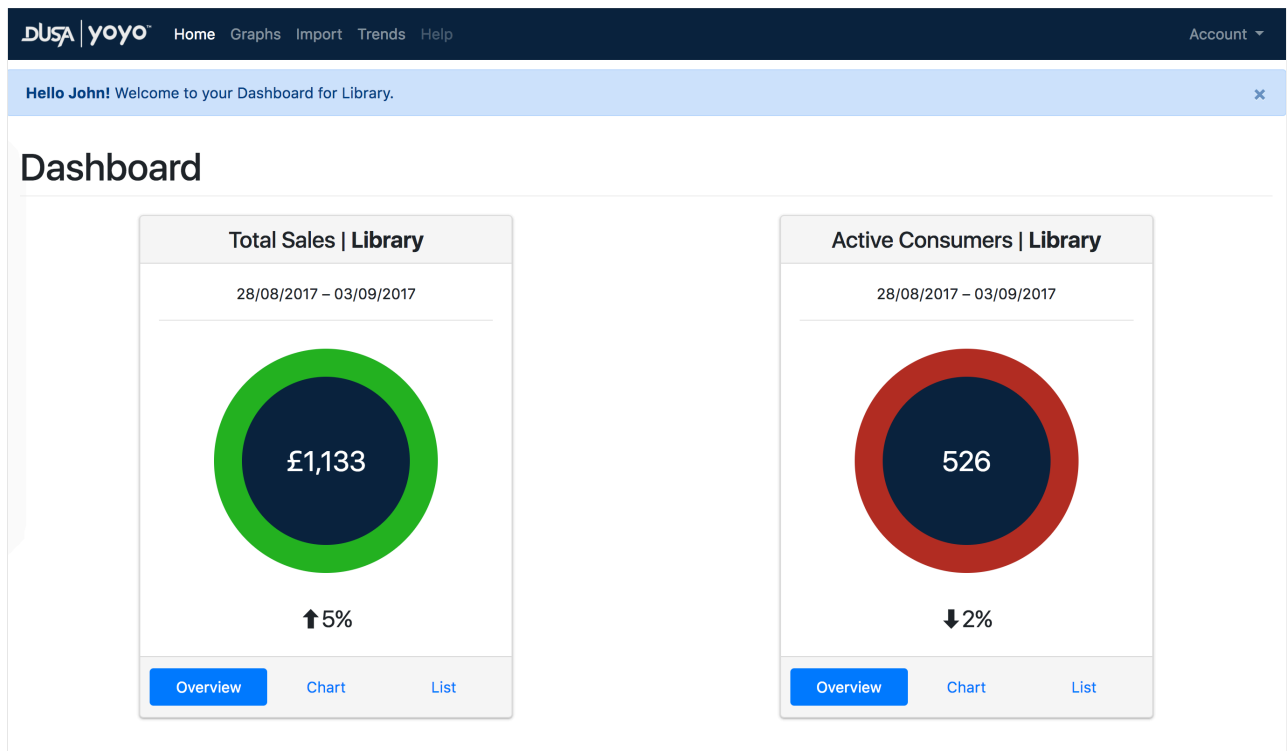 DUSA yoyo™ Home Graphs Import Trends Help Account
Hello John! Welcome to your Dashboard for Library. ×
Dashboard
Total Sales | Library
28/08/2017 – 03/09/2017
£1,133
5%
Overview Chart List
Active Consumers | Library
28/08/2017 – 03/09/2017
526
2%
Overview Chart List